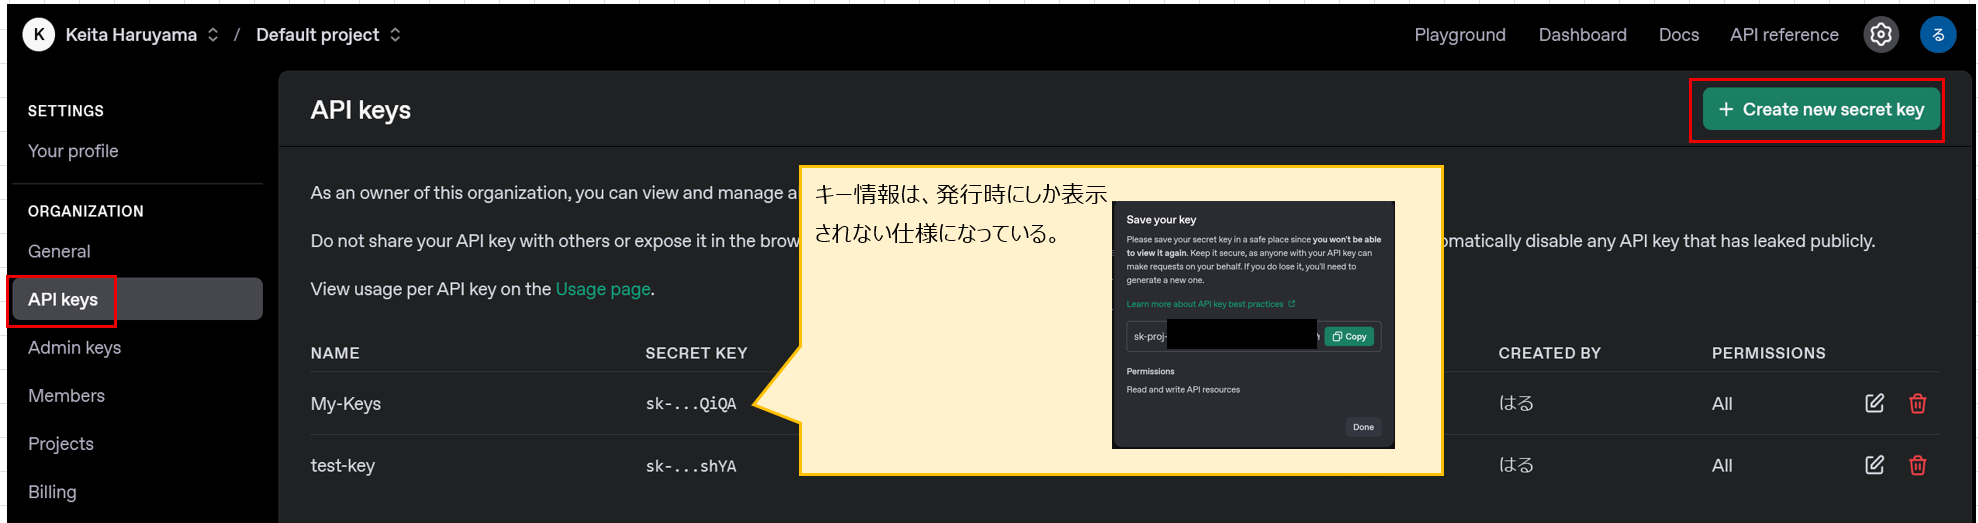 K Keita Haruyama / Default project Playground Dashboard Docs API reference る
SETTINGS
Your profile
ORGANIZATION
General
API keys
Admin keys
Members
Projects
Billing
API keys
+ Create new secret key
As an owner of this organization, you can view and manage a
Do not share your API key with others or expose it in the brow
omatically disable any API key that has leaked publicly.
View usage per API key on the Usage page.
キー情報は、発行時にしか表示
されない仕様になっている。
Save your key
Please save your secret key in a safe place since you won't be able
to view it again. Keep it secure, as anyone with your API key can
make requests on your behalf. If you do lose it, you'll need to
generate a new one.
Learn more about API key best practices
sk-proj- Copy
Permissions
Read and write API resources
Done
NAME SECRET KEY CREATED BY PERMISSIONS
My-Keys sk-...QiQA はる All
test-key sk-...shYA はる All